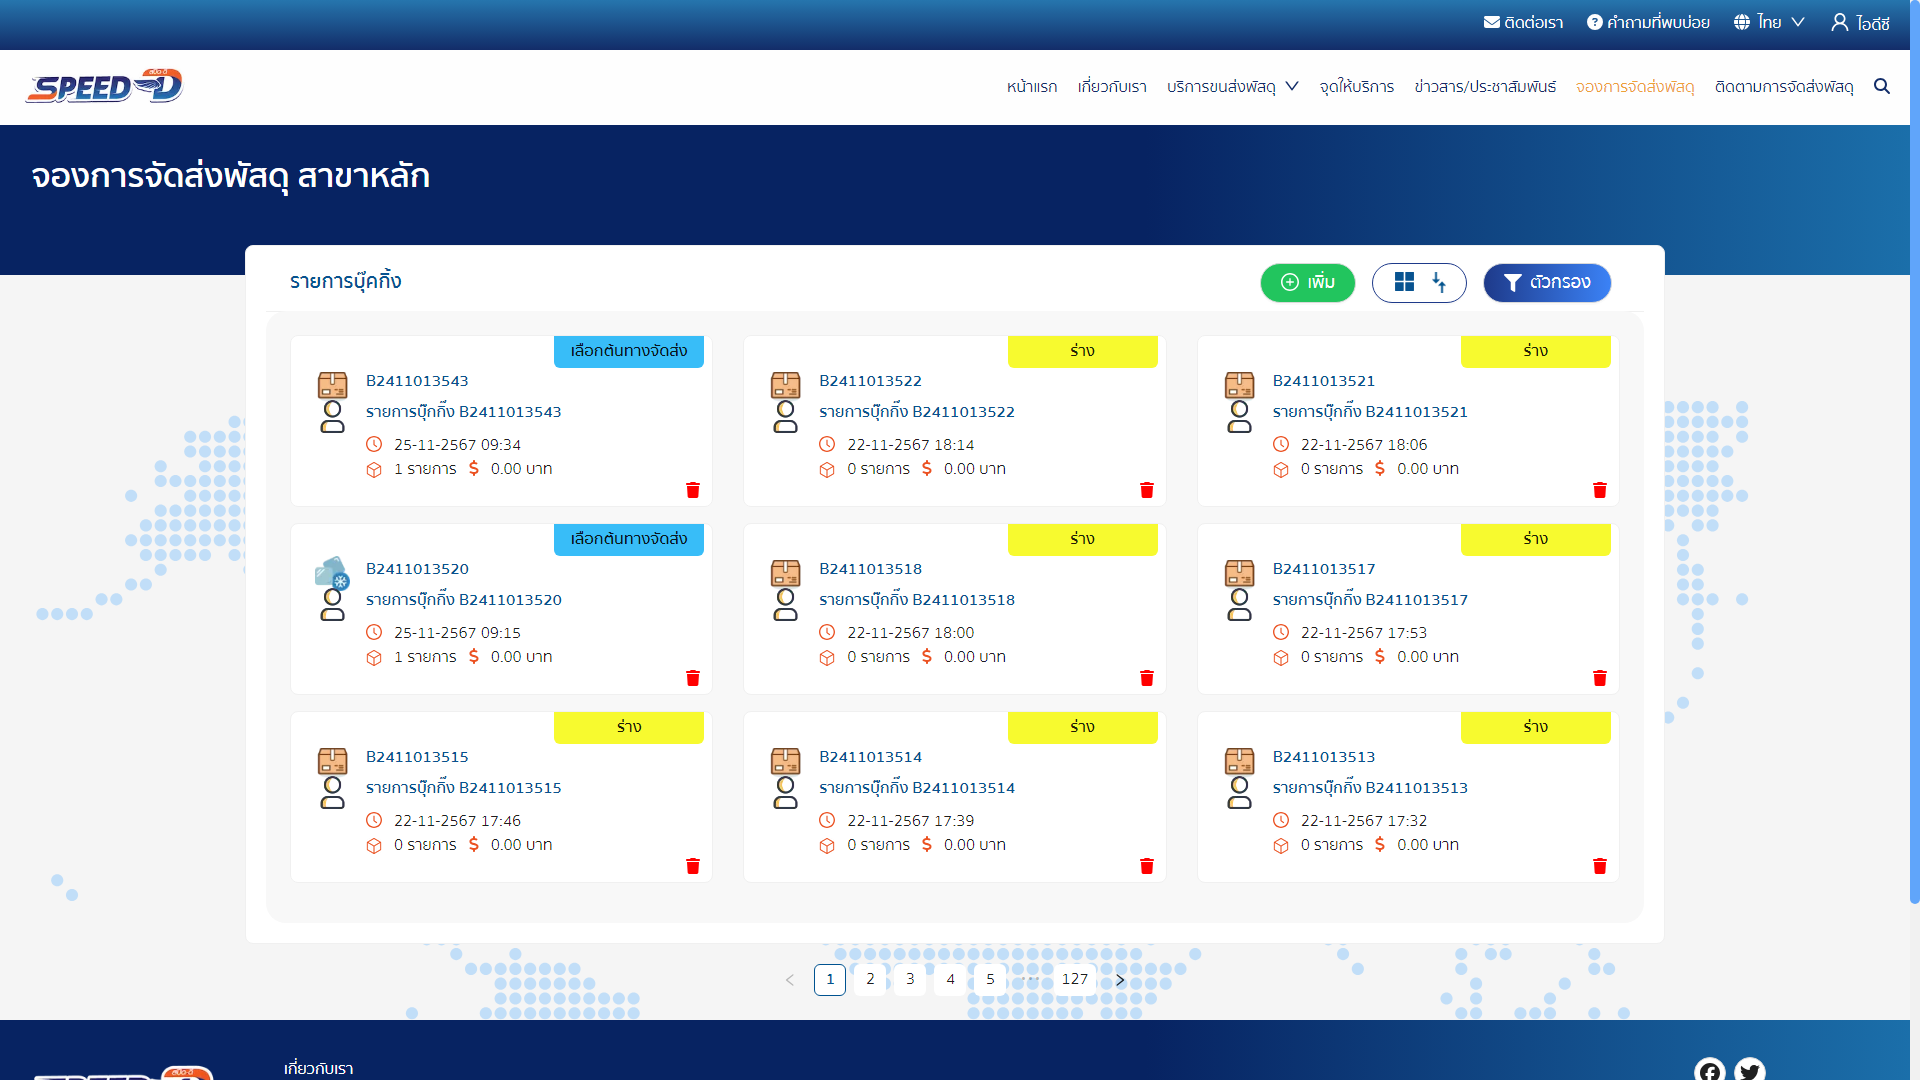 ติดต่อเรา คำถามที่พบบ่อย ไทย ไอดีซี
SPEED-D สปีด-ดี
หน้าแรก เกี่ยวกับเรา บริการขนส่งพัสดุ จุดให้บริการ ข่าวสาร/ประชาสัมพันธ์ จองการจัดส่งพัสดุ ติดตามการจัดส่งพัสดุ
จองการจัดส่งพัสดุ สาขาหลัก
รายการบุ๊คกิ้ง เพิ่ม ตัวกรอง
เลือกต้นทางจัดส่ง
B2411013543
รายการบุ๊กกิ๊ง B2411013543
25-11-2567 09:34
1 รายการ $ 0.00 บาท
ร่าง
B2411013522
รายการบุ๊กกิ๊ง B2411013522
22-11-2567 18:14
0 รายการ $ 0.00 บาท
ร่าง
B2411013521
รายการบุ๊กกิ๊ง B2411013521
22-11-2567 18:06
0 รายการ $ 0.00 บาท
เลือกต้นทางจัดส่ง
B2411013520
รายการบุ๊กกิ๊ง B2411013520
25-11-2567 09:15
1 รายการ $ 0.00 บาท
ร่าง
B2411013518
รายการบุ๊กกิ๊ง B2411013518
22-11-2567 18:00
0 รายการ $ 0.00 บาท
ร่าง
B2411013517
รายการบุ๊กกิ๊ง B2411013517
22-11-2567 17:53
0 รายการ $ 0.00 บาท
ร่าง
B2411013515
รายการบุ๊กกิ๊ง B2411013515
22-11-2567 17:46
0 รายการ $ 0.00 บาท
ร่าง
B2411013514
รายการบุ๊กกิ๊ง B2411013514
22-11-2567 17:39
0 รายการ $ 0.00 บาท
ร่าง
B2411013513
รายการบุ๊กกิ๊ง B2411013513
22-11-2567 17:32
0 รายการ $ 0.00 บาท
< 1 2 3 4 5 ••• 127 >
เกี่ยวกับเรา